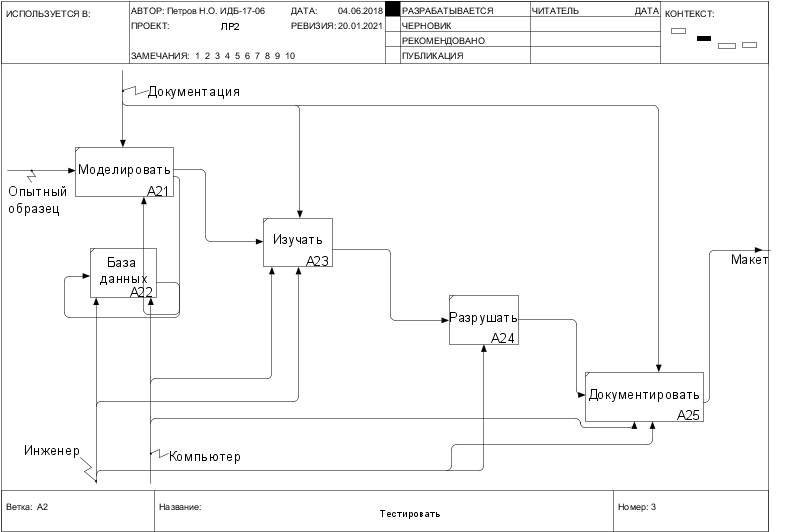 ИСПОЛЬЗУЕТСЯ В:
АВТОР: Петров Н.О. ИДБ-17-06
ДАТА: 04.06.2018
РАЗРАБАТЫВАЕТСЯ
ЧИТАТЕЛЬ
ДАТА
КОНТЕКСТ:
ПРОЕКТ: ЛР2
РЕВИЗИЯ: 20.01.2021
ЧЕРНОВИК
РЕКОМЕНДОВАНО
ЗАМЕЧАНИЯ: 1 2 3 4 5 6 7 8 9 10
ПУБЛИКАЦИЯ
Документация
Моделировать
A21
Опытный
образец
Изучать
A23
База
данных
A22
Макет
Разрушать
A24
Документировать
A25
Инженер
Компьютер
Ветка: A2
Название:
Тестировать
Номер: 3